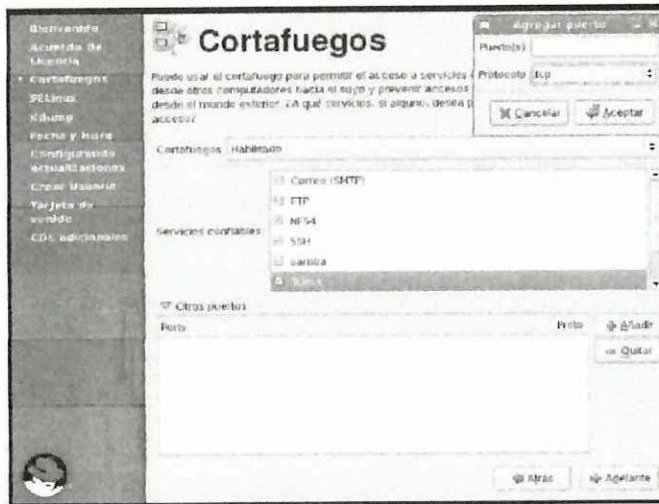 Bienvenido
Acuerdo de
Licencia
Cortafuegos
SELinux
Kdump
Fecha y Hora
Configurando
actualizaciones
Crear Usuario
Tarjeta de
sonido
CDs adicionales
Cortafuegos
Puede usar el cortafuego para permitir el acceso a servicios
desde otros computadores hacia el suyo y prevenir accesos
desde el mundo exterior. ¿A qué servicios, si alguno, desea
acceso?
Agregar puerto
Puerto(s)
Protocolo tcp
Cancelar
Aceptar
Cortafuegos Habilitado
Servicios confiables
Correo (SMTP)
FTP
NFS4
SSH
Samba
Telnet
Otros puertos
Porto
Proto
Añadir
Quitar
Atrás
Adelante